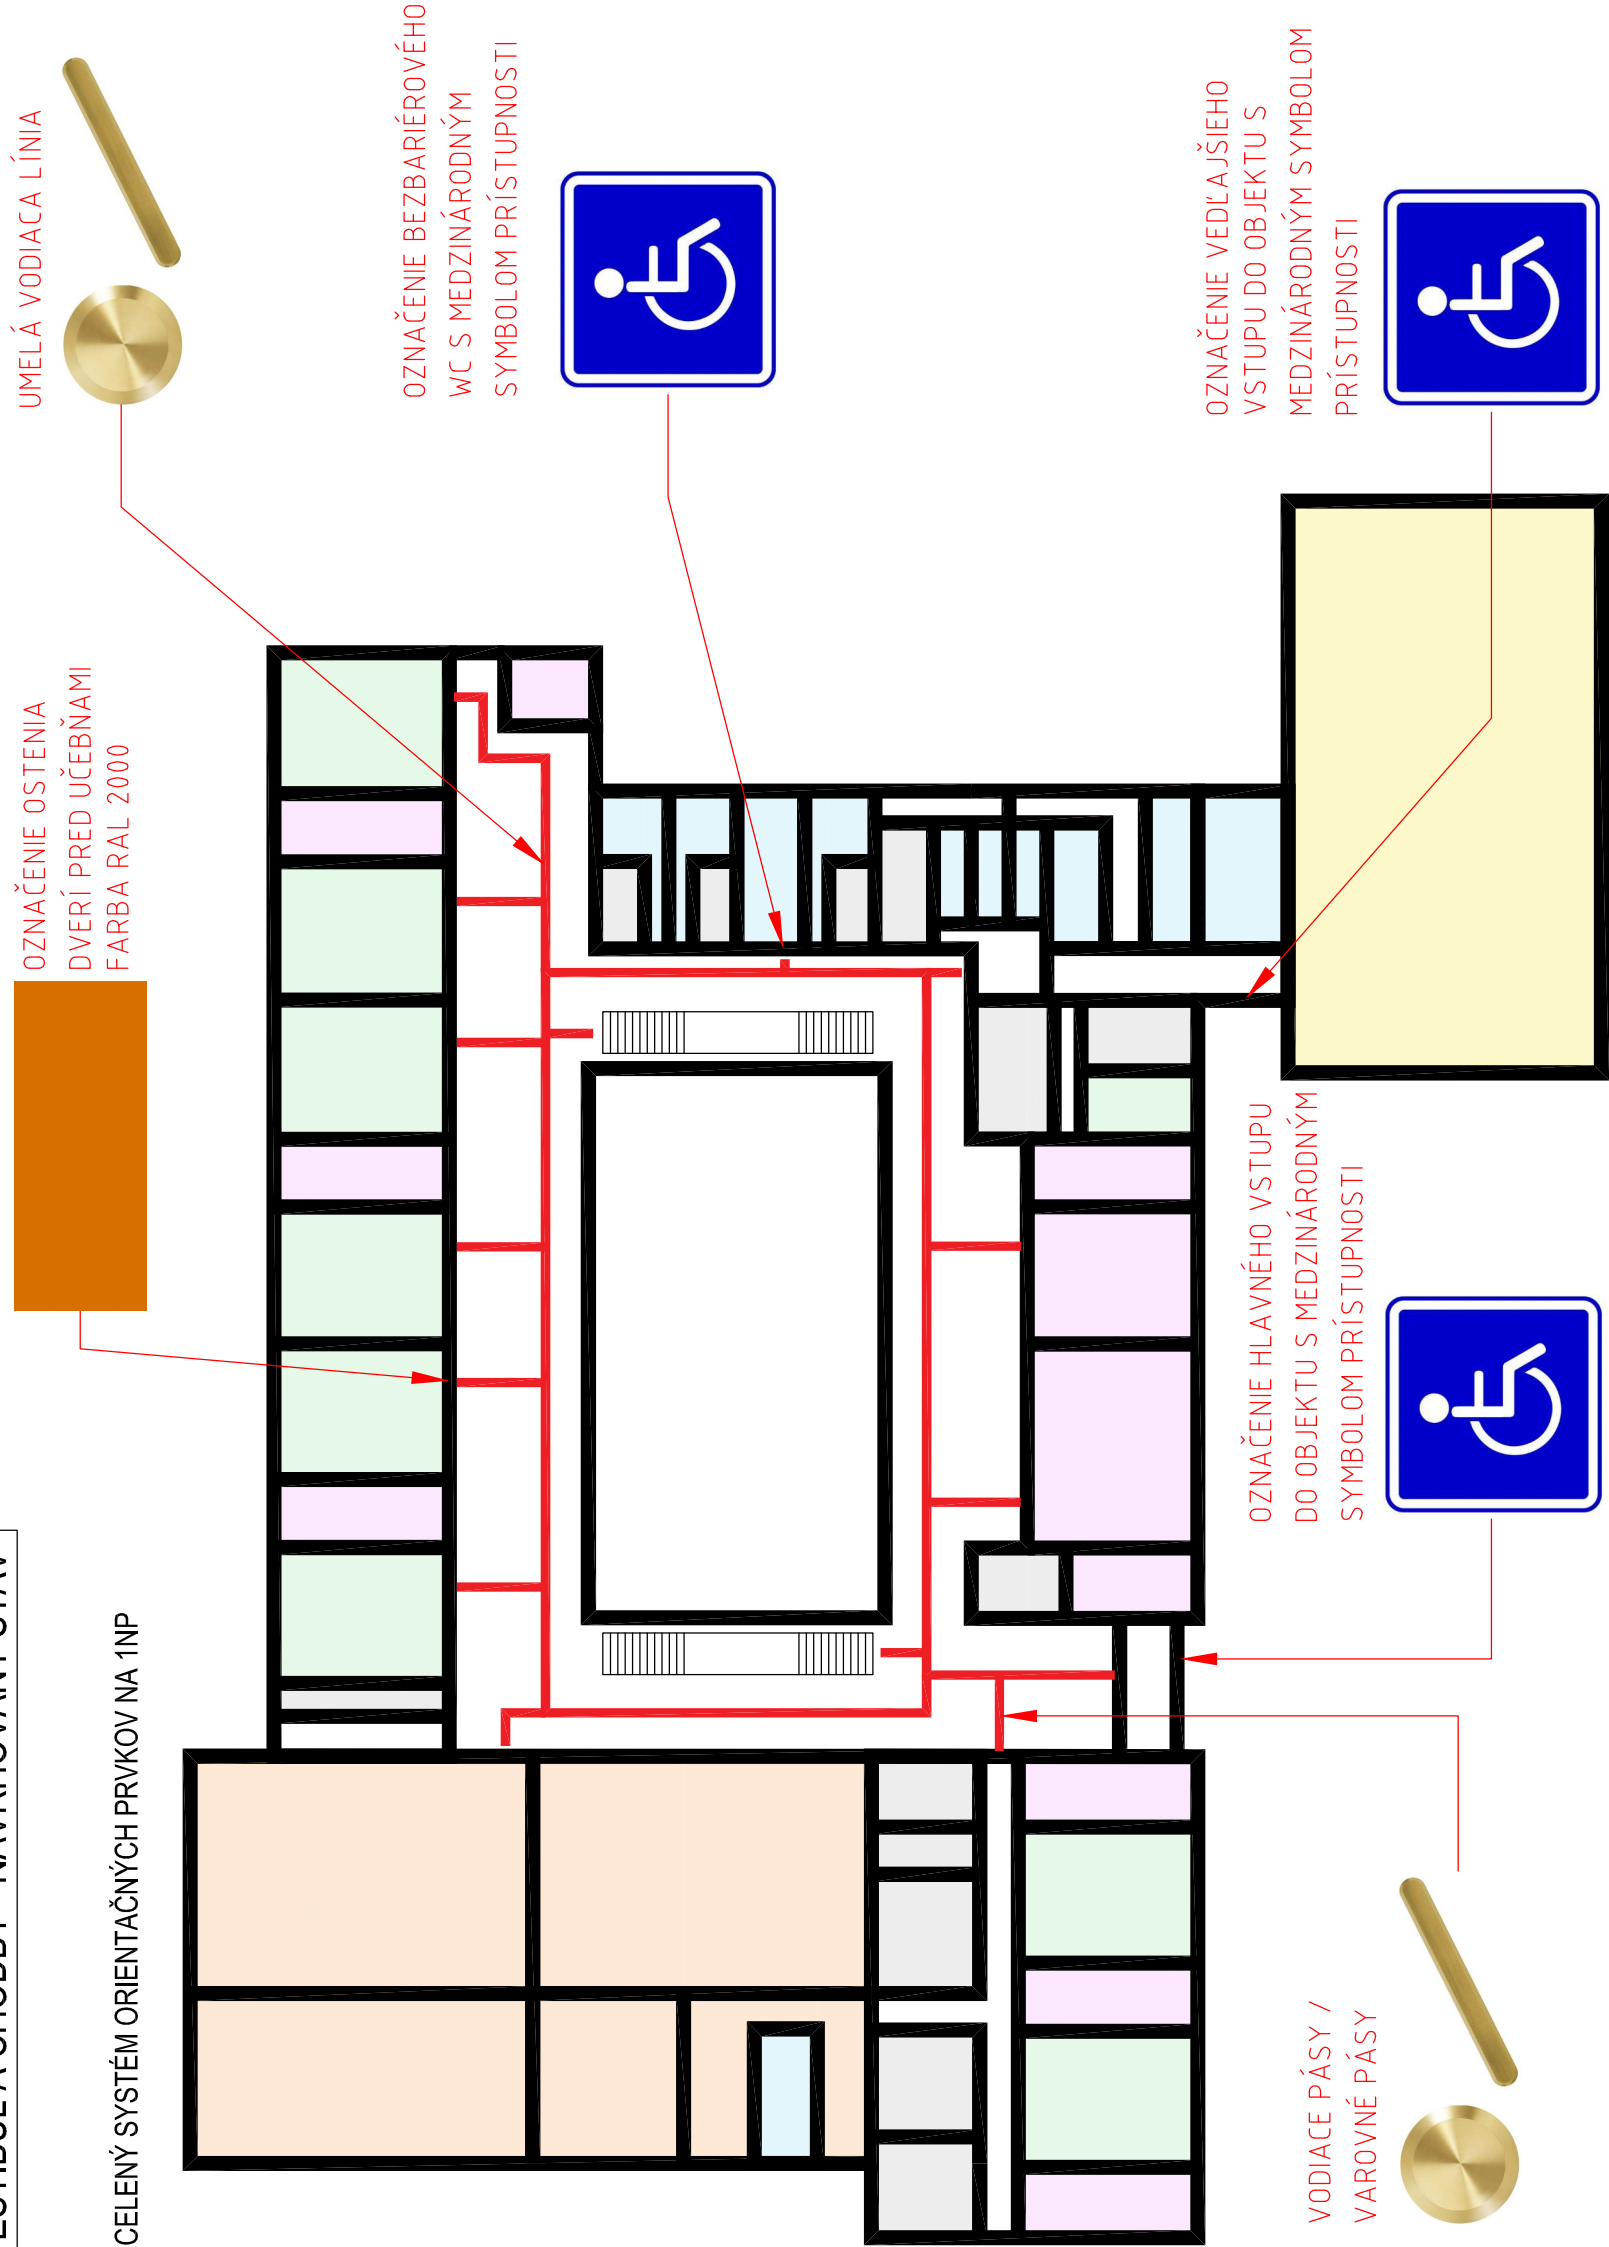 CELENÝ SYSTÉM ORIENTAČNÝCH PRVKOV NA 1NP
OZNAČENIE OSTENIA
DVERÍ PRED UČEBŇAMI
FARBA RAL 2000
UMELÁ VODIACA LÍNIA
OZNAČENIE BEZBARIÉROVÉHO
WC S MEDZINÁRODNÝM
SYMBOLOM PRÍSTUPNOSTI
OZNAČENIE VEDĽAJŠIEHO
VSTUPU DO OBJEKTU S
MEDZINÁRODNÝM SYMBOLOM
PRÍSTUPNOSTI
OZNAČENIE HLAVNÉHO VSTUPU
DO OBJEKTU S MEDZINÁRODNÝM
SYMBOLOM PRÍSTUPNOSTI
VODIACE PÁSY /
VAROVNÉ PÁSY